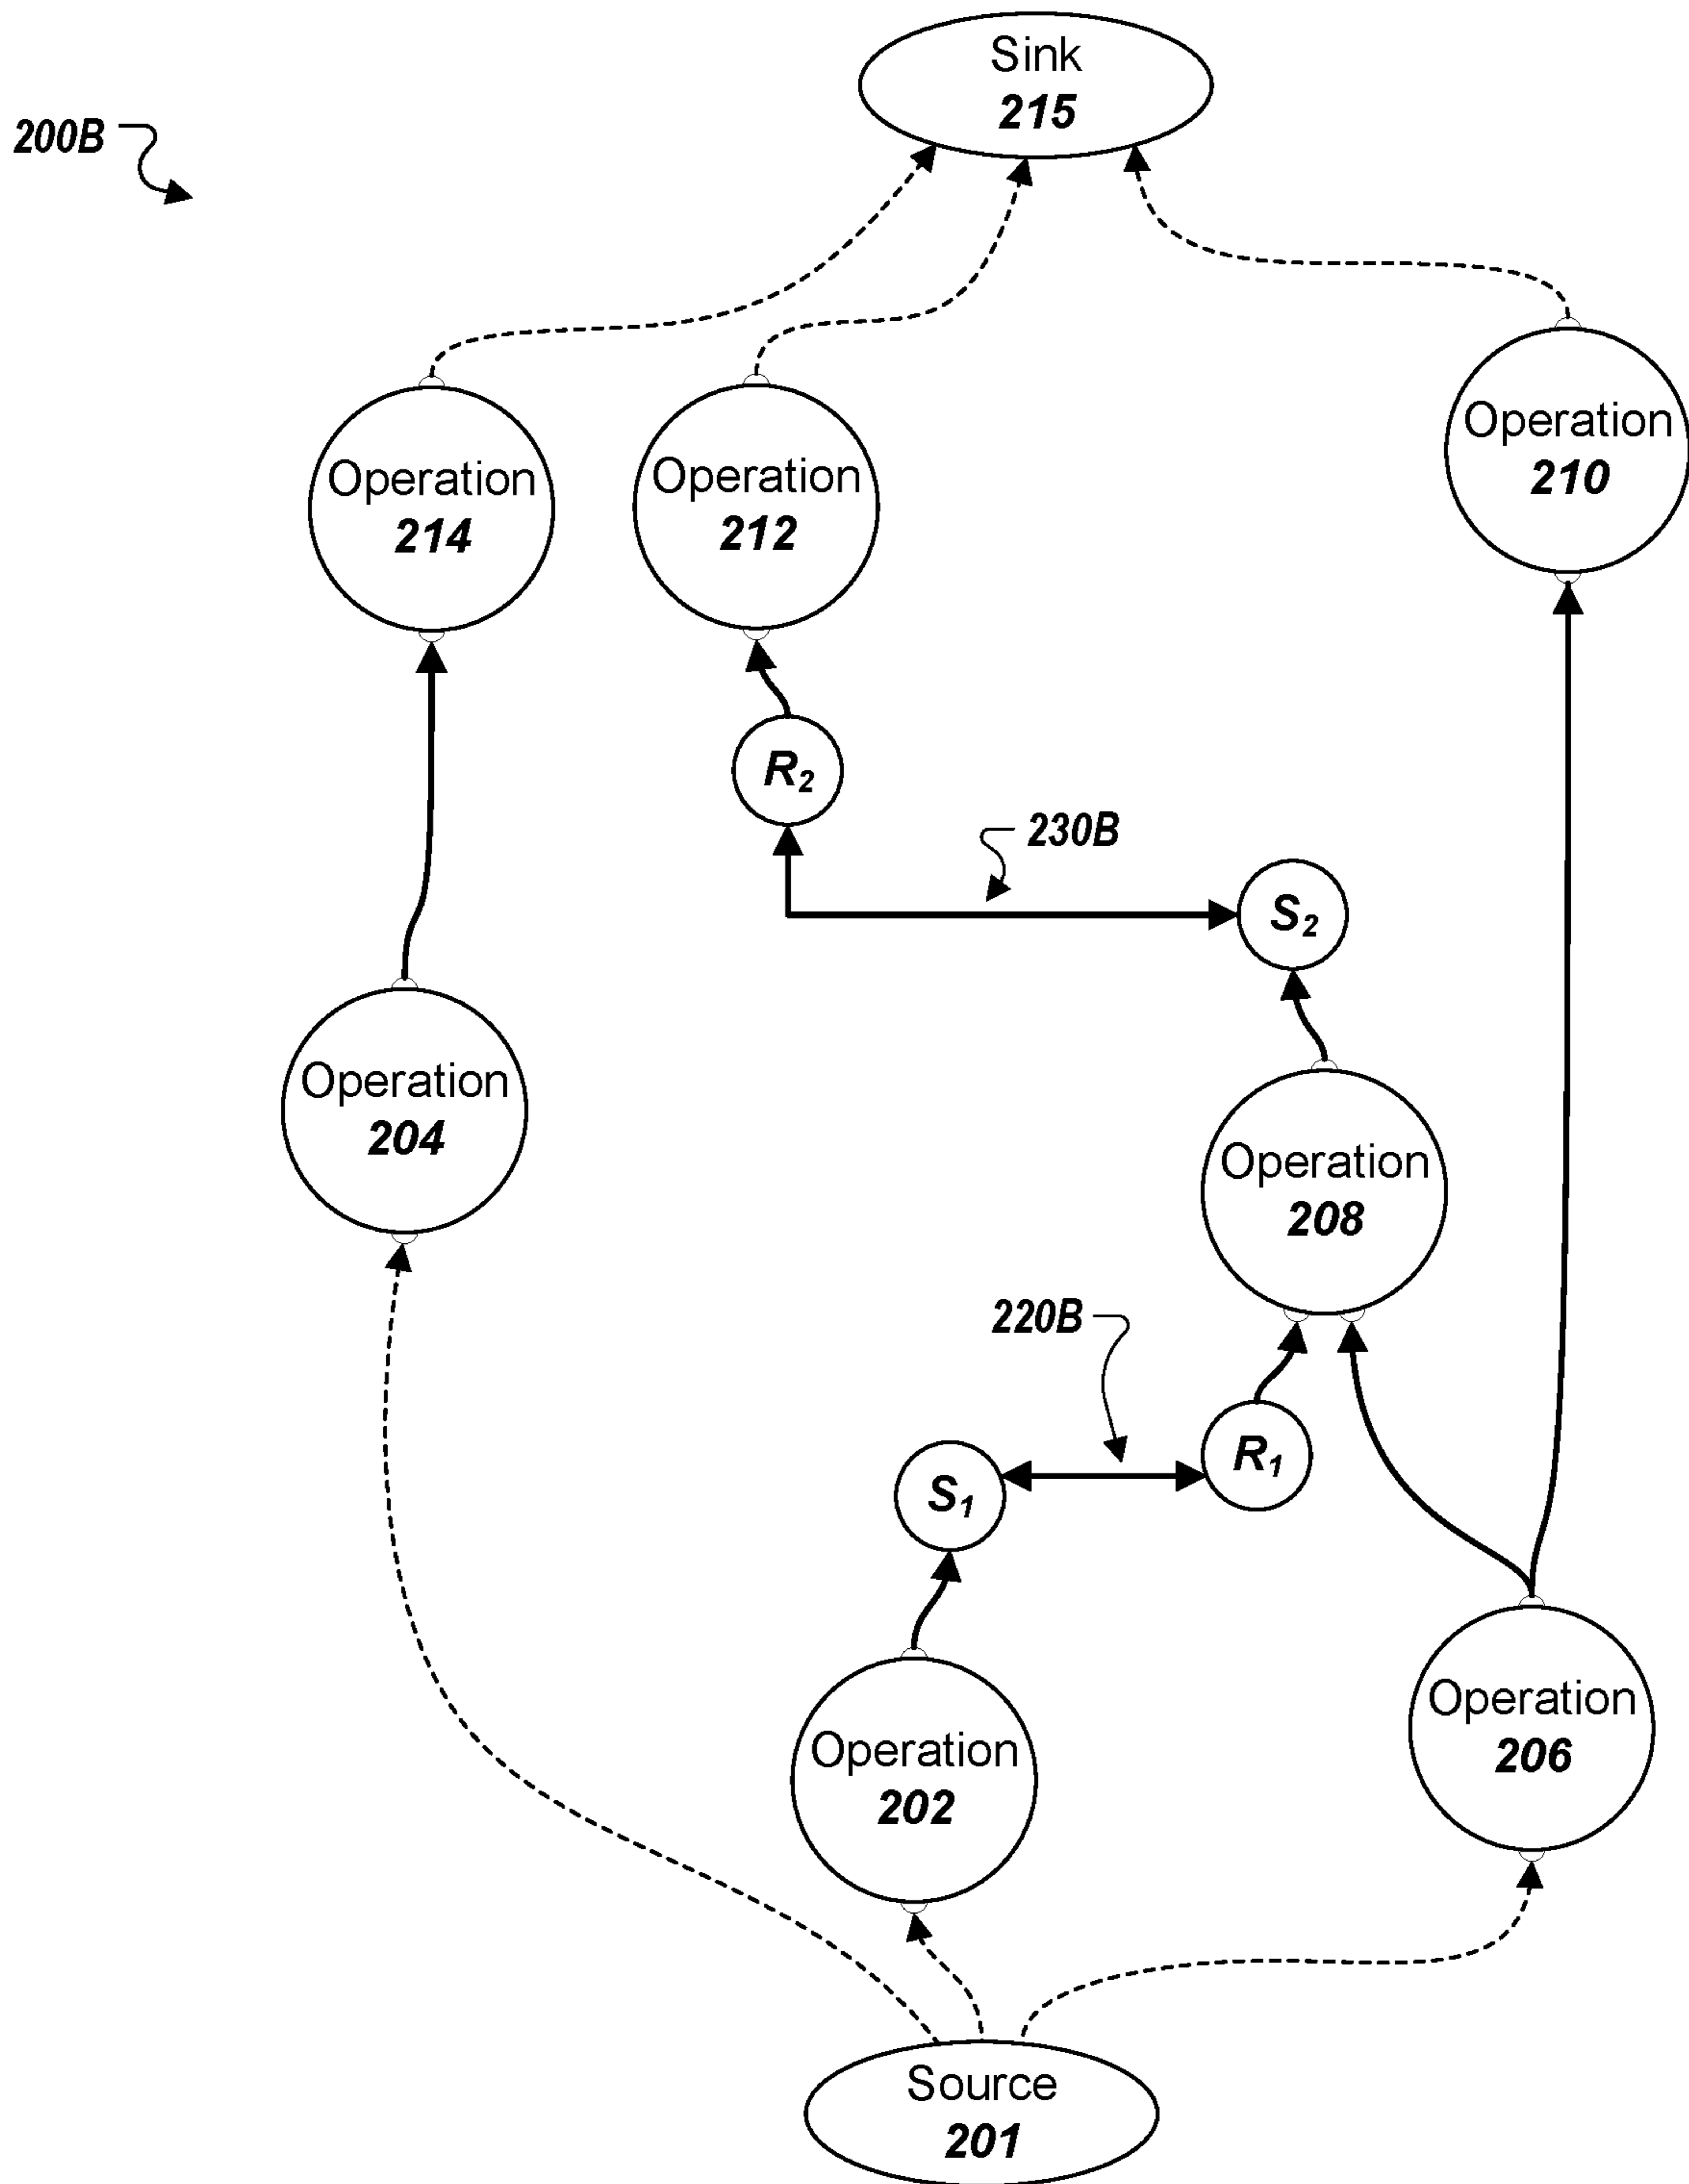 Sink
215
200B
Operation
210
Operation
214
Operation
212
R2
230B
S2
Operation
204
Operation
208
220B
R1
S1
Operation
206
Operation
202
Source
201